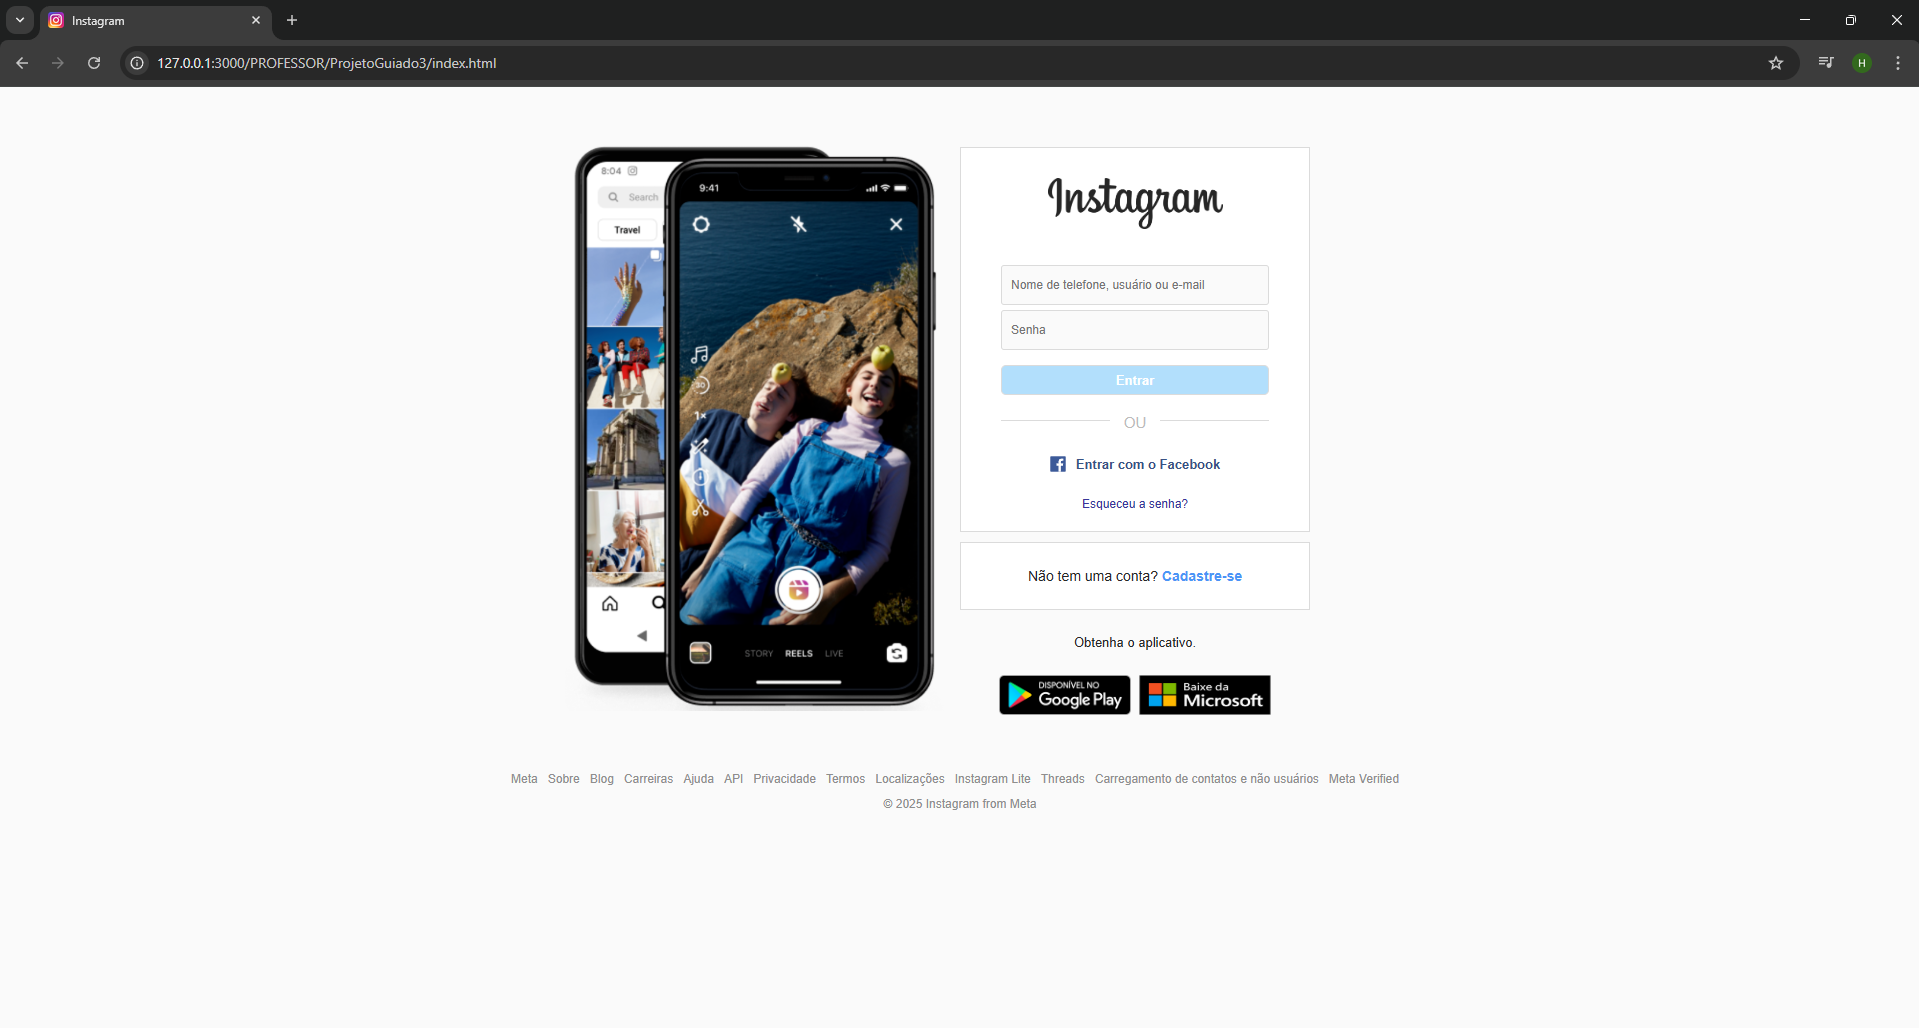 Instagram
127.0.0.1:3000/PROFESSOR/ProjetoGuiado3/index.html
H
8:04
Search
Travel
9:41
30
1x
STORY REELS LIVE
Instagram
Nome de telefone, usuário ou e-mail
Senha
Entrar
OU
Entrar com o Facebook
Esqueceu a senha?
Não tem uma conta? Cadastre-se
Obtenha o aplicativo.
DISPONÍVEL NO
Google Play
Baixe da
Microsoft
Meta Sobre Blog Carreiras Ajuda API Privacidade Termos Localizações Instagram Lite Threads Carregamento de contatos e não usuários Meta Verified
© 2025 Instagram from Meta